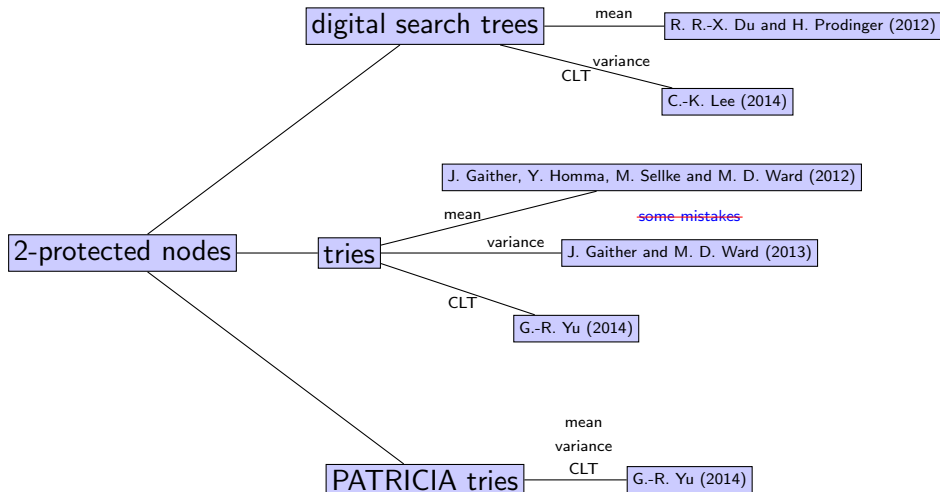 digital search trees
mean
R. R.-X. Du and H. Prodinger (2012)
variance
CLT
C.-K. Lee (2014)
J. Gaither, Y. Homma, M. Sellke and M. D. Ward (2012)
mean
some mistakes
2-protected nodes
tries
variance
J. Gaither and M. D. Ward (2013)
CLT
G.-R. Yu (2014)
mean
variance
CLT
PATRICIA tries
G.-R. Yu (2014)